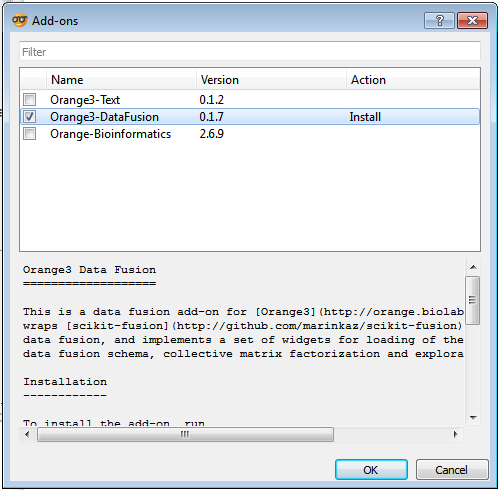 Add-ons
Filter
Name Version Action
Orange3-Text 0.1.2
Orange3-DataFusion 0.1.7 Install
Orange-Bioinformatics 2.6.9
Orange3 Data Fusion
===================
This is a data fusion add-on for [Orange3](http://orange.biolab
wraps [scikit-fusion](http://github.com/marinkaz/scikit-fusion)
data fusion, and implements a set of widgets for loading of the
data fusion schema, collective matrix factorization and explora
Installation
------------
To install the add-on, run
OK Cancel